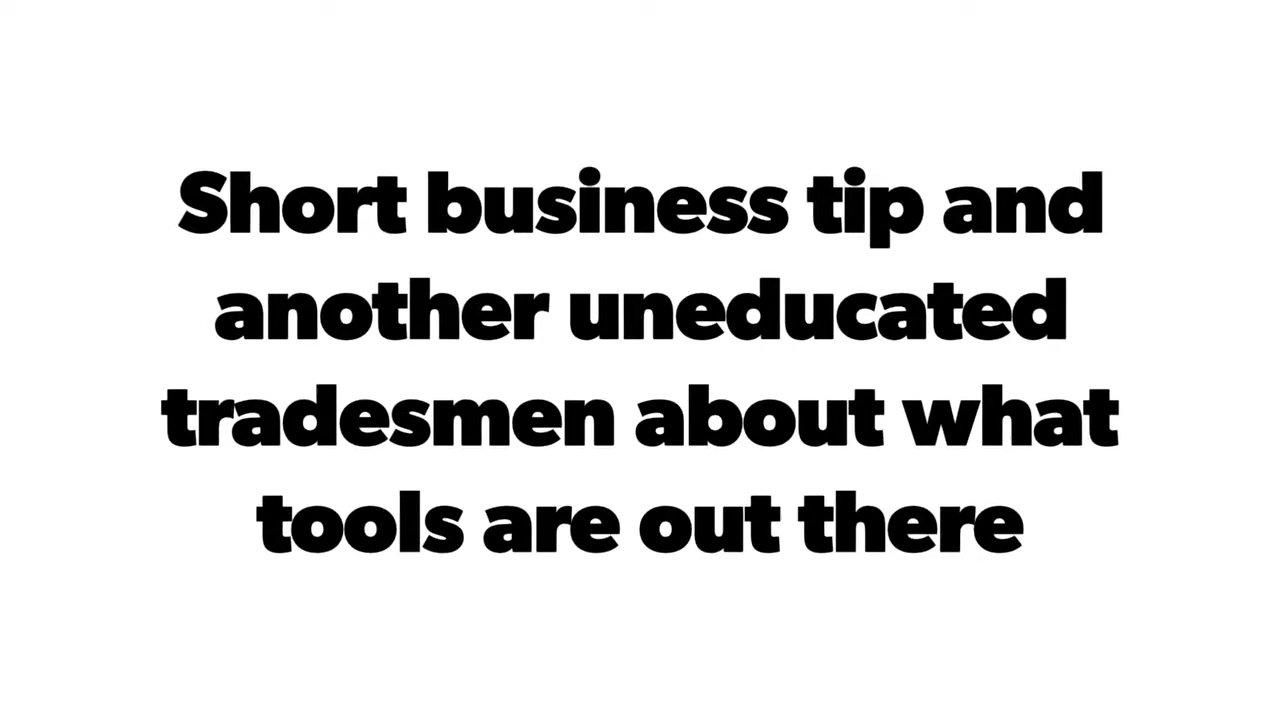 Short business tip and
another uneducated
tradesmen about what
tools are out there